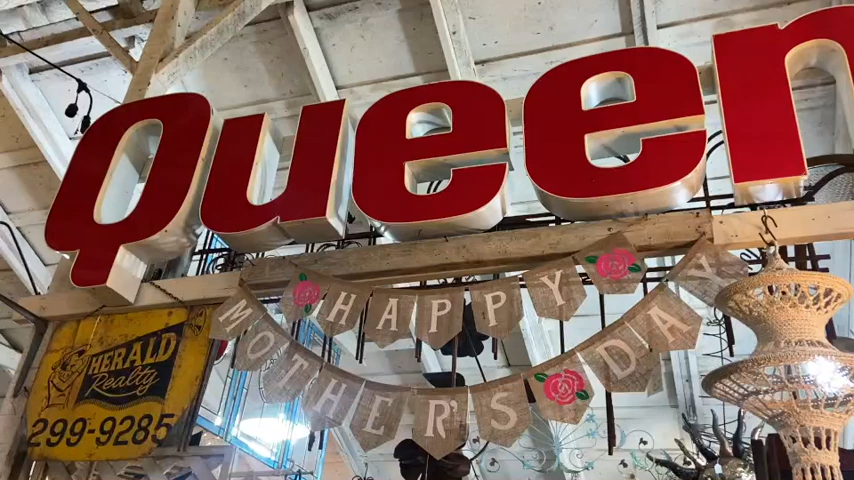 Queen
HAPPY
MOTHER'S DAY
HERALD
Realty
299-9285